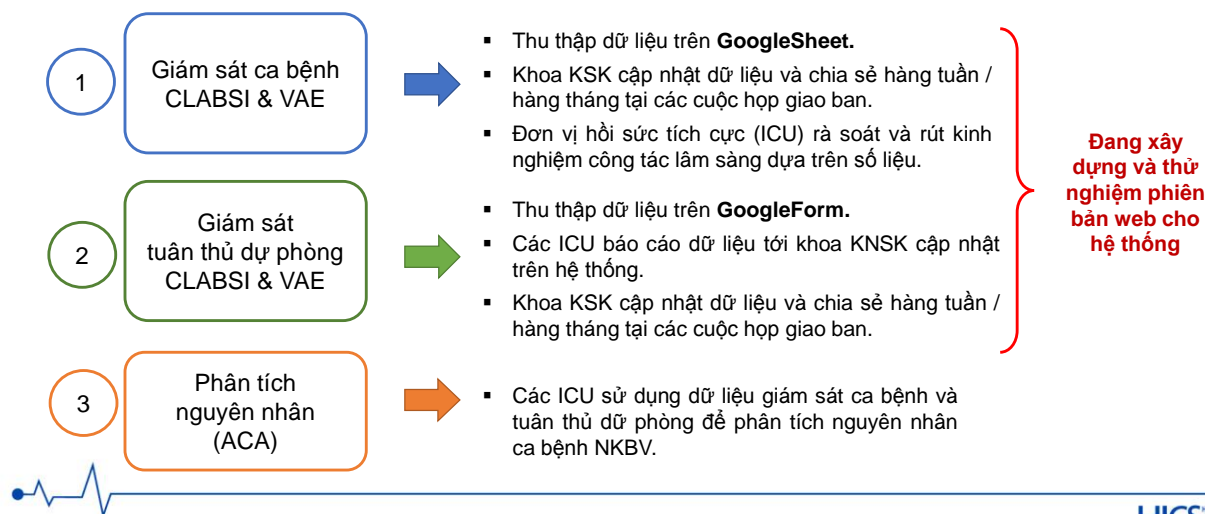 1
Giám sát ca bệnh
CLABSI & VAE
▪ Thu thập dữ liệu trên GoogleSheet.
▪ Khoa KSK cập nhật dữ liệu và chia sẻ hàng tuần /
hàng tháng tại các cuộc họp giao ban.
▪ Đơn vị hồi sức tích cực (ICU) rà soát và rút kinh
nghiệm công tác lâm sàng dựa trên số liệu.
2
Giám sát
tuân thủ dự phòng
CLABSI & VAE
▪ Thu thập dữ liệu trên GoogleForm.
▪ Các ICU báo cáo dữ liệu tới khoa KNSK cập nhật
trên hệ thống.
▪ Khoa KSK cập nhật dữ liệu và chia sẻ hàng tuần /
hàng tháng tại các cuộc họp giao ban.
Đang xây
dựng và thử
nghiệm phiên
bản web cho
hệ thống
3
Phân tích
nguyên nhân
(ACA)
▪ Các ICU sử dụng dữ liệu giám sát ca bệnh và
tuân thủ dữ phòng để phân tích nguyên nhân
ca bệnh NKBV.